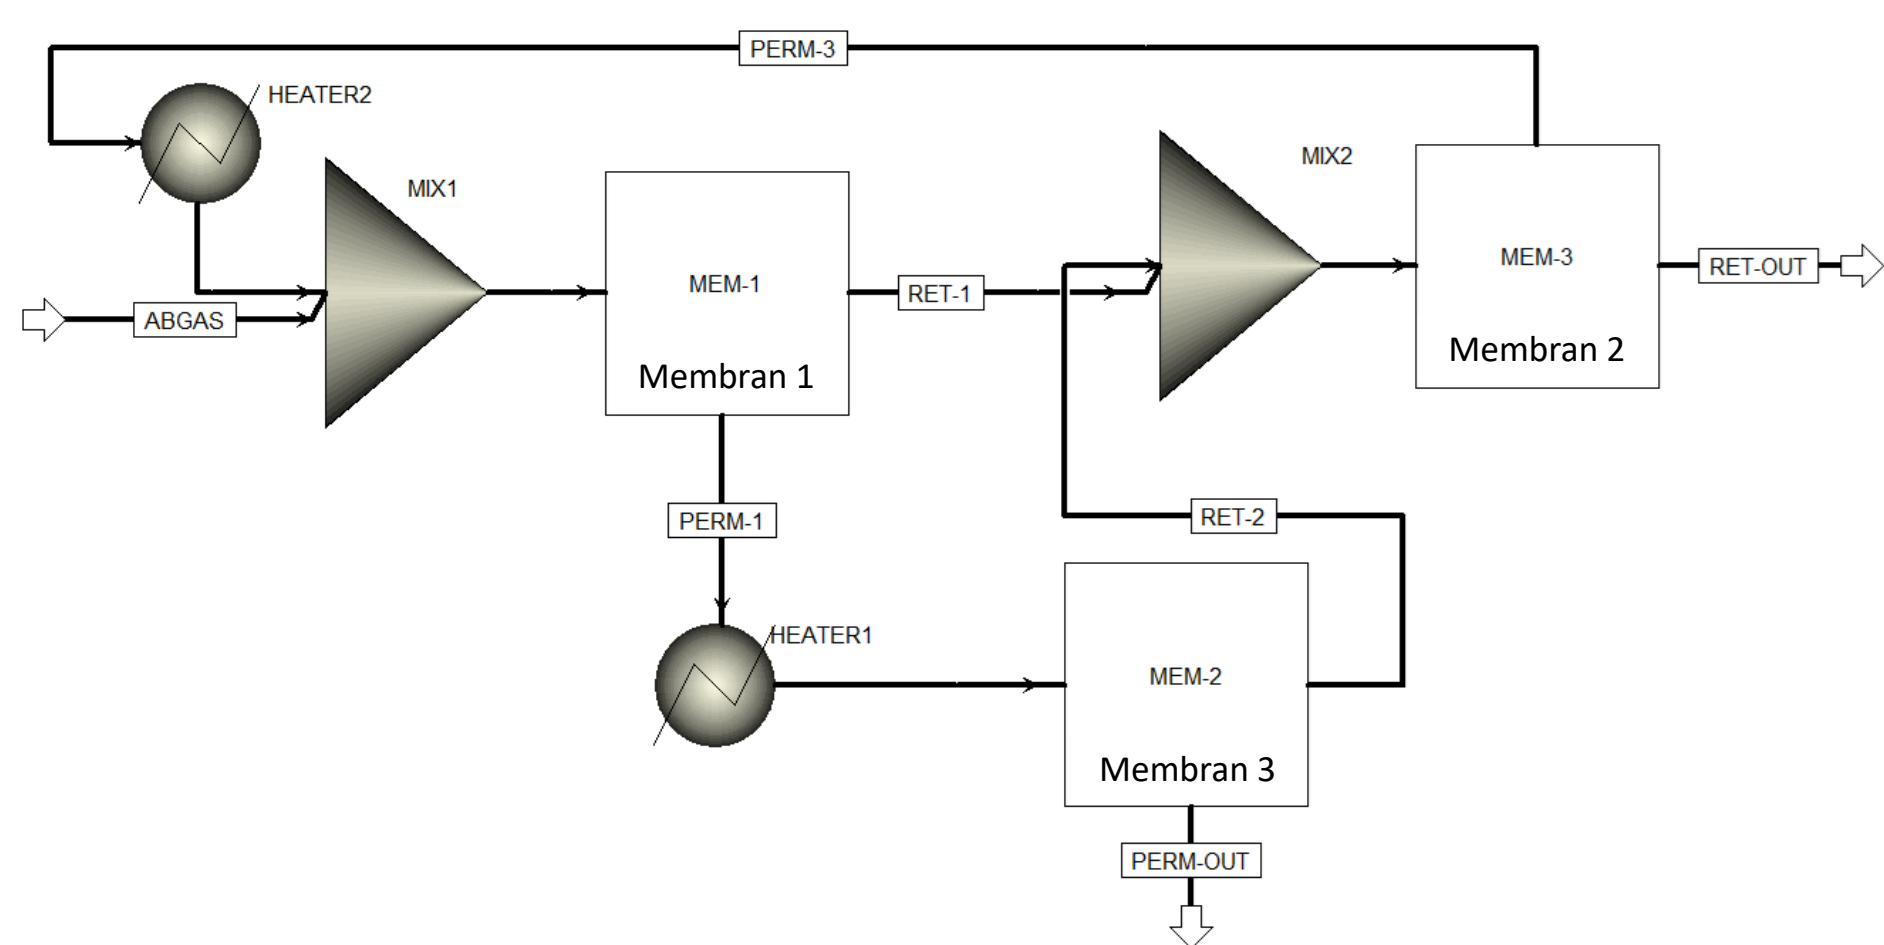 PERM-3
HEATER2
MIX1
MIX2
MEM-1
MEM-3
RET-OUT
RET-1
ABGAS
Membran 1
Membran 2
PERM-1
RET-2
HEATER1
MEM-2
Membran 3
PERM-OUT